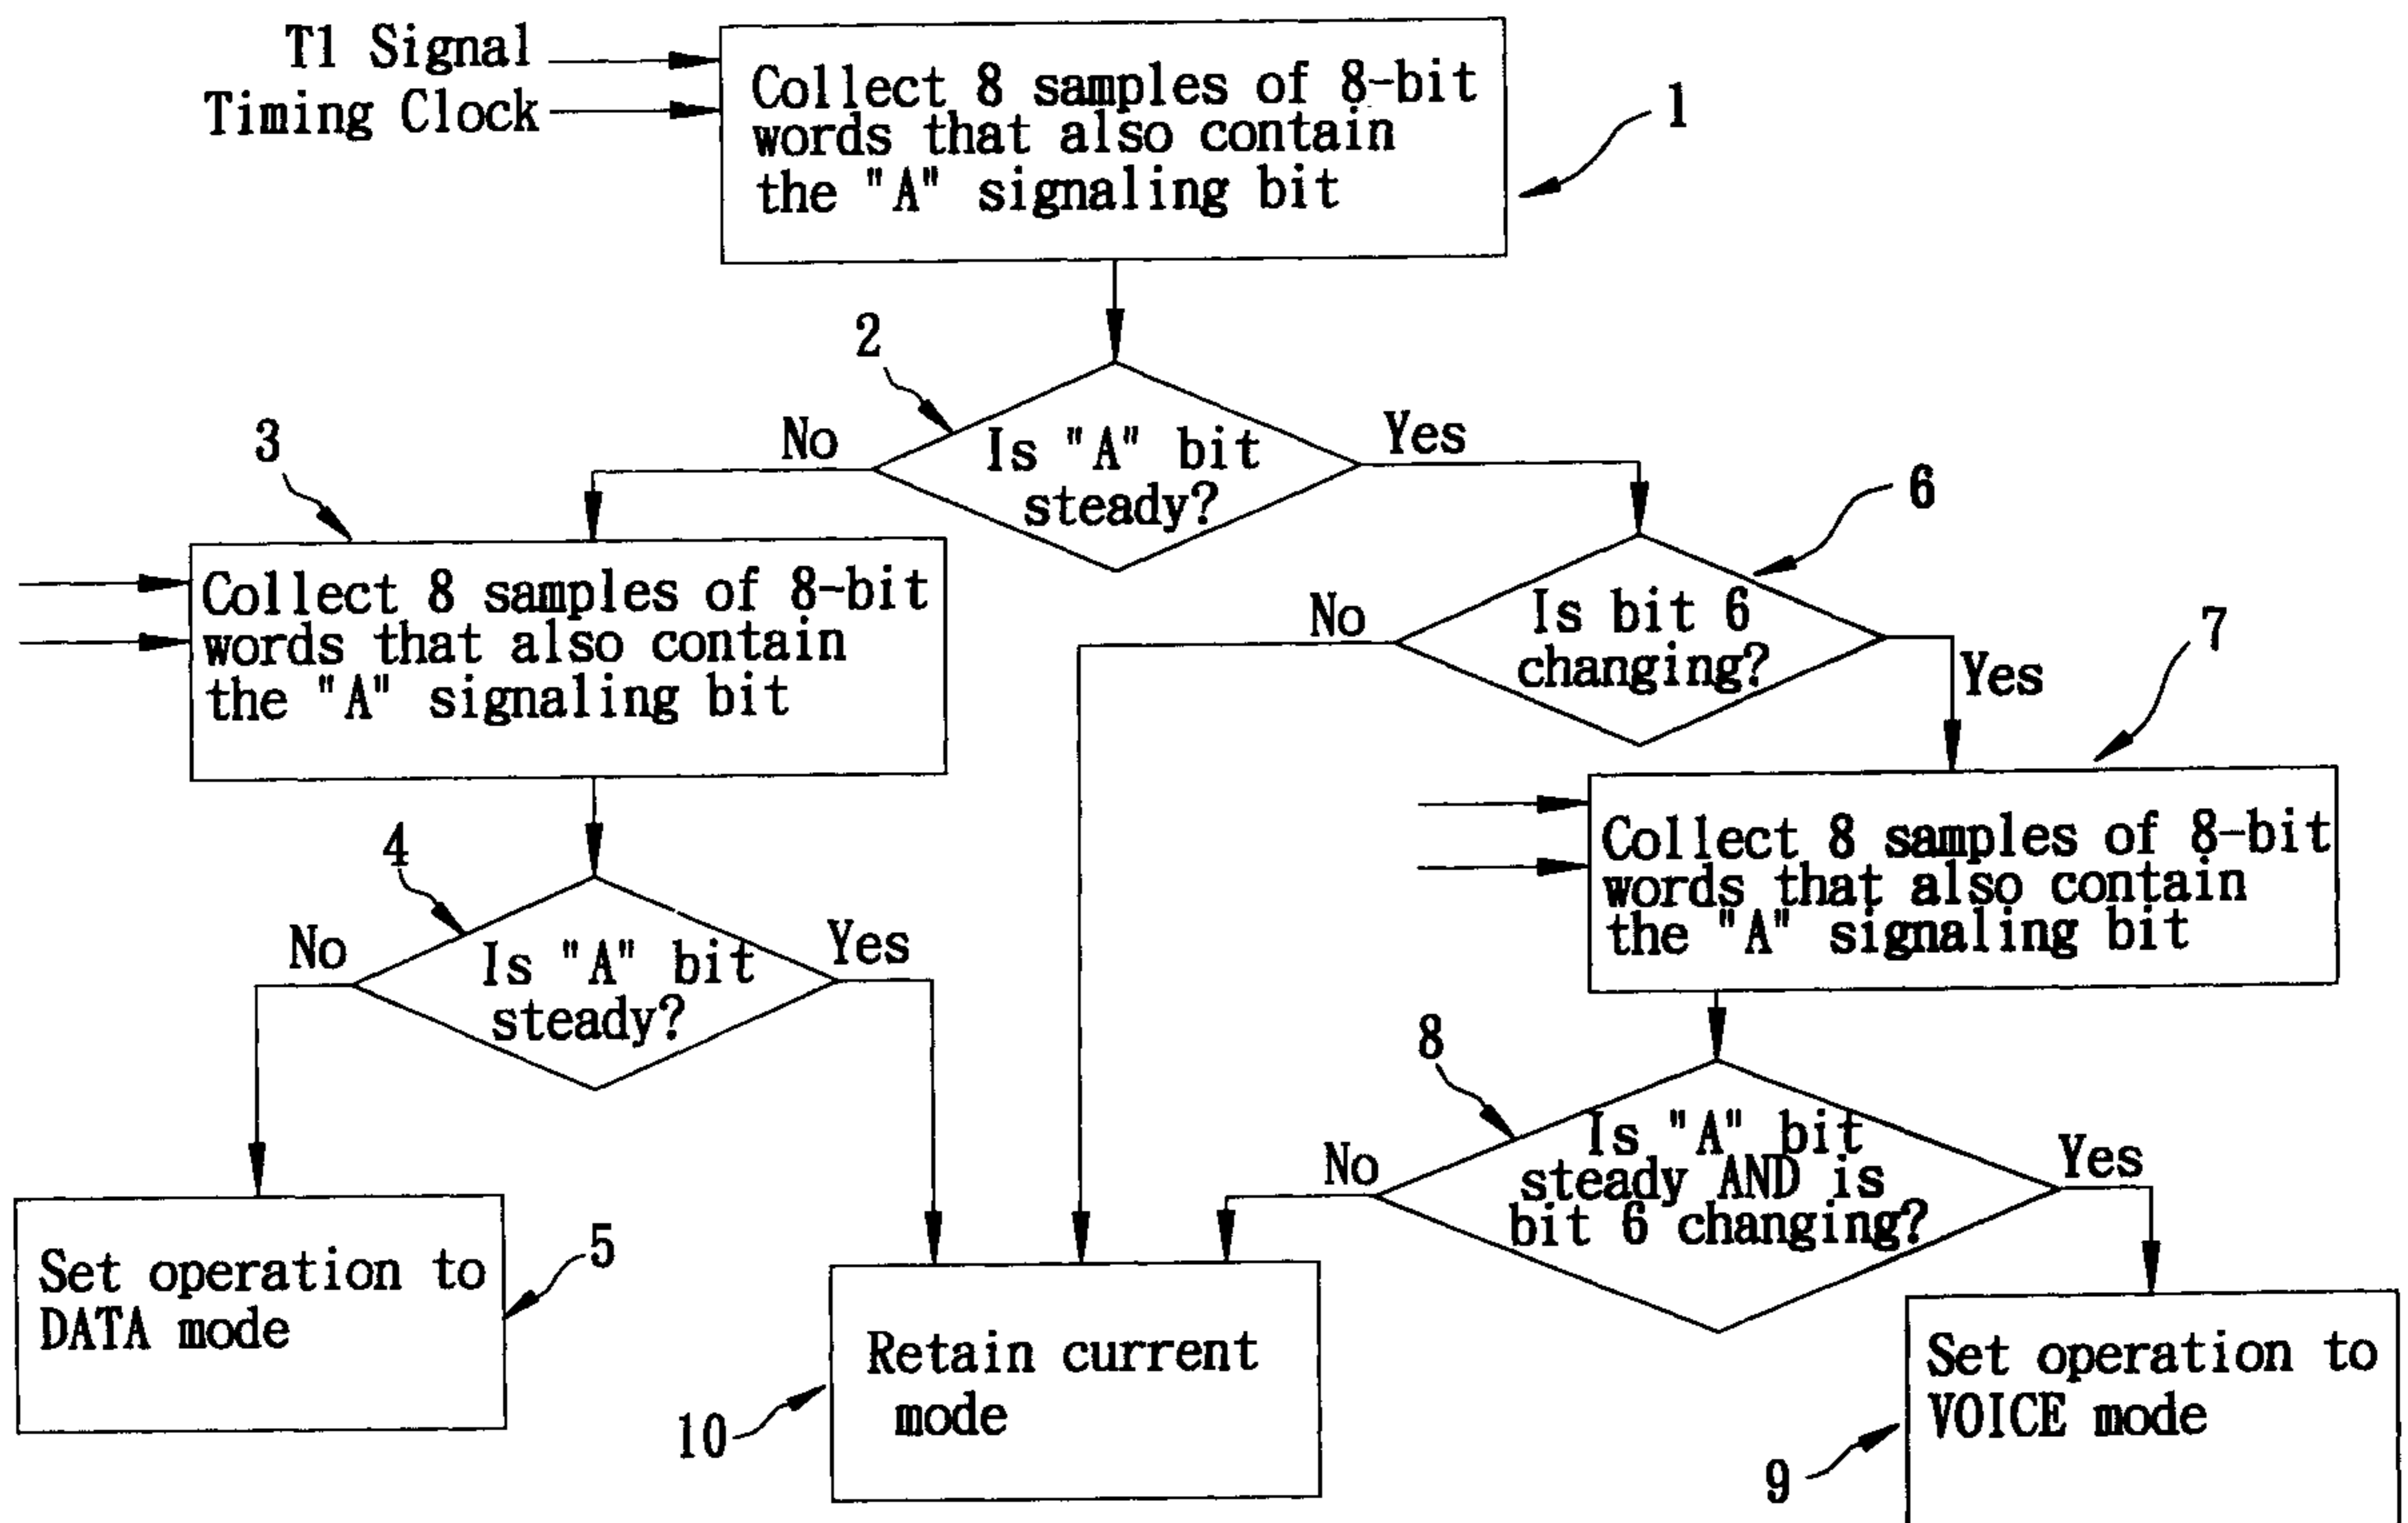 T1 Signal
Timing Clock
Collect 8 samples of 8-bit
words that also contain
the "A" signaling bit
1
2
No
Is "A" bit
steady?
Yes
3
Collect 8 samples of 8-bit
words that also contain
the "A" signaling bit
6
No
Is bit 6
changing?
Yes
7
Collect 8 samples of 8-bit
words that also contain
the "A" signaling bit
4
No
Is "A" bit
steady?
Yes
8
No
Is "A" bit
steady AND is
bit 6 changing?
Yes
Set operation to
DATA mode
5
Retain current
mode
10
Set operation to
VOICE mode
9